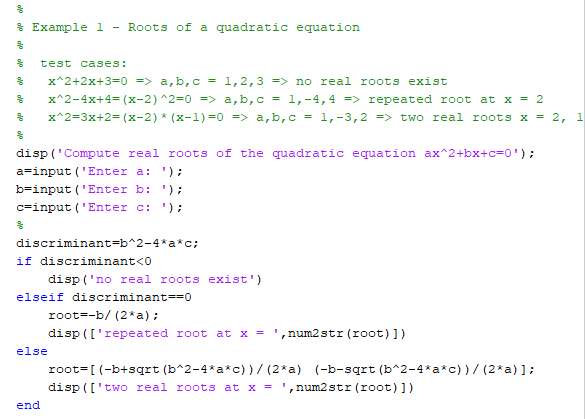 %
% Example 1 - Roots of a quadratic equation
%
%  test cases:
%   x^2+2x+3=0 => a,b,c = 1,2,3 => no real roots exist
%   x^2-4x+4=(x-2)^2=0 => a,b,c = 1,-4,4 => repeated root at x = 2
%   x^2=3x+2=(x-2)*(x-1)=0 => a,b,c = 1,-3,2 => two real roots x = 2, 1
%
disp('Compute real roots of the quadratic equation ax^2+bx+c=0');
a=input('Enter a: ');
b=input('Enter b: ');
c=input('Enter c: ');
%
discriminant=b^2-4*a*c;
if discriminant<0
    disp('no real roots exist')
elseif discriminant==0
    root=-b/(2*a);
    disp(['repeated root at x = ',num2str(root)])
else
    root=[(-b+sqrt(b^2-4*a*c))/(2*a) (-b-sqrt(b^2-4*a*c))/(2*a)];
    disp(['two real roots at x = ',num2str(root)])
end